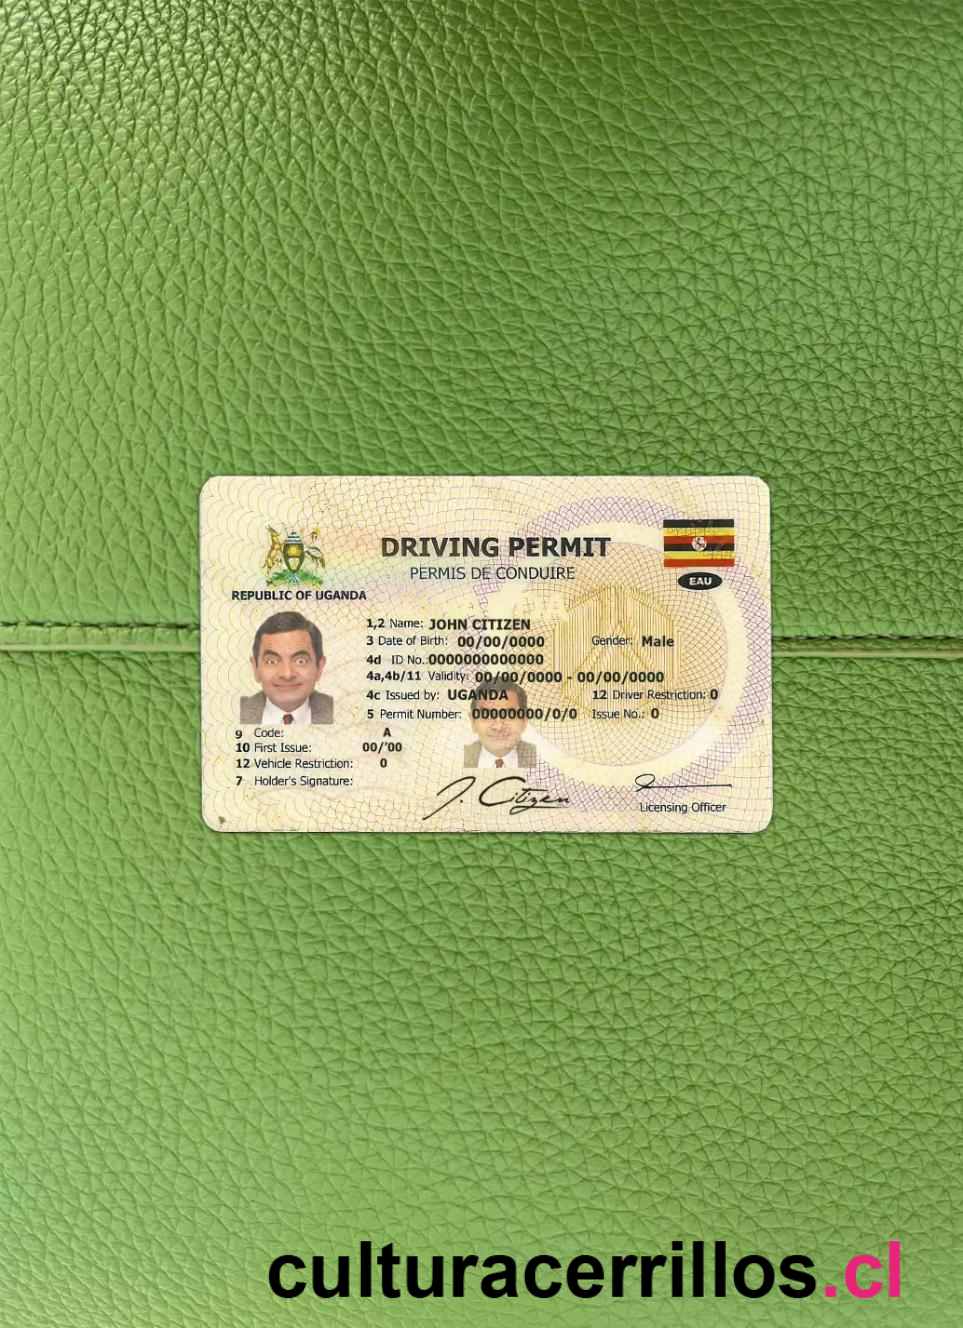 DRIVING PERMIT
PERMIS DE CONDUIRE
EAU
REPUBLIC OF UGANDA
1,2 Name: JOHN CITIZEN
3 Date of Birth: 00/00/0000 Gender: Male
4d ID No.:0000000000000
4a,4b/11 Validity: 00/00/0000 - 00/00/0000
4c Issued by: UGANDA 12 Driver Restriction: 0
5 Permit Number: 00000000/0/0 Issue No.: 0
9 Code: A
10 First Issue: 00/'00
12 Vehicle Restriction: 0
7 Holder's Signature:
J. Citizen
Licensing Officer
culturacerrillos.cl